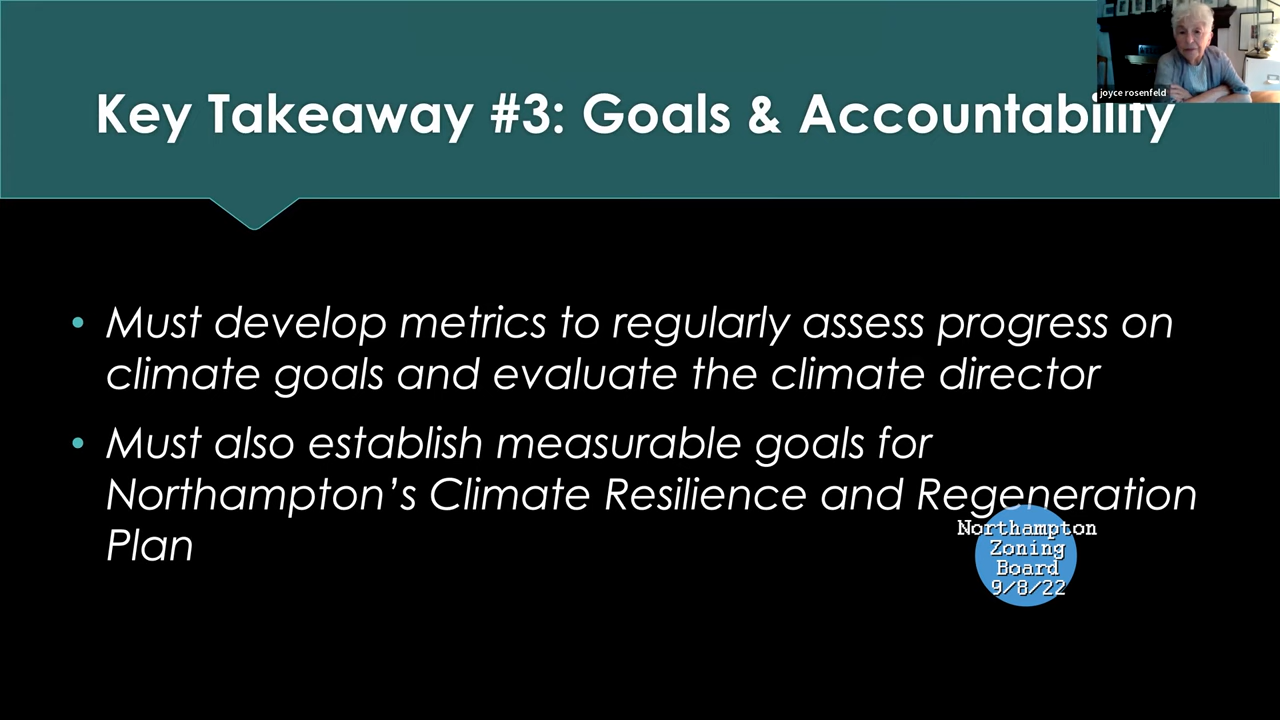 joyce rosenfeld
Key Takeaway #3: Goals & Accountability
• Must develop metrics to regularly assess progress on
climate goals and evaluate the climate director
• Must also establish measurable goals for
Northampton’s Climate Resilience and Regeneration
Plan
Northampton
Zoning
Board
9/8/22